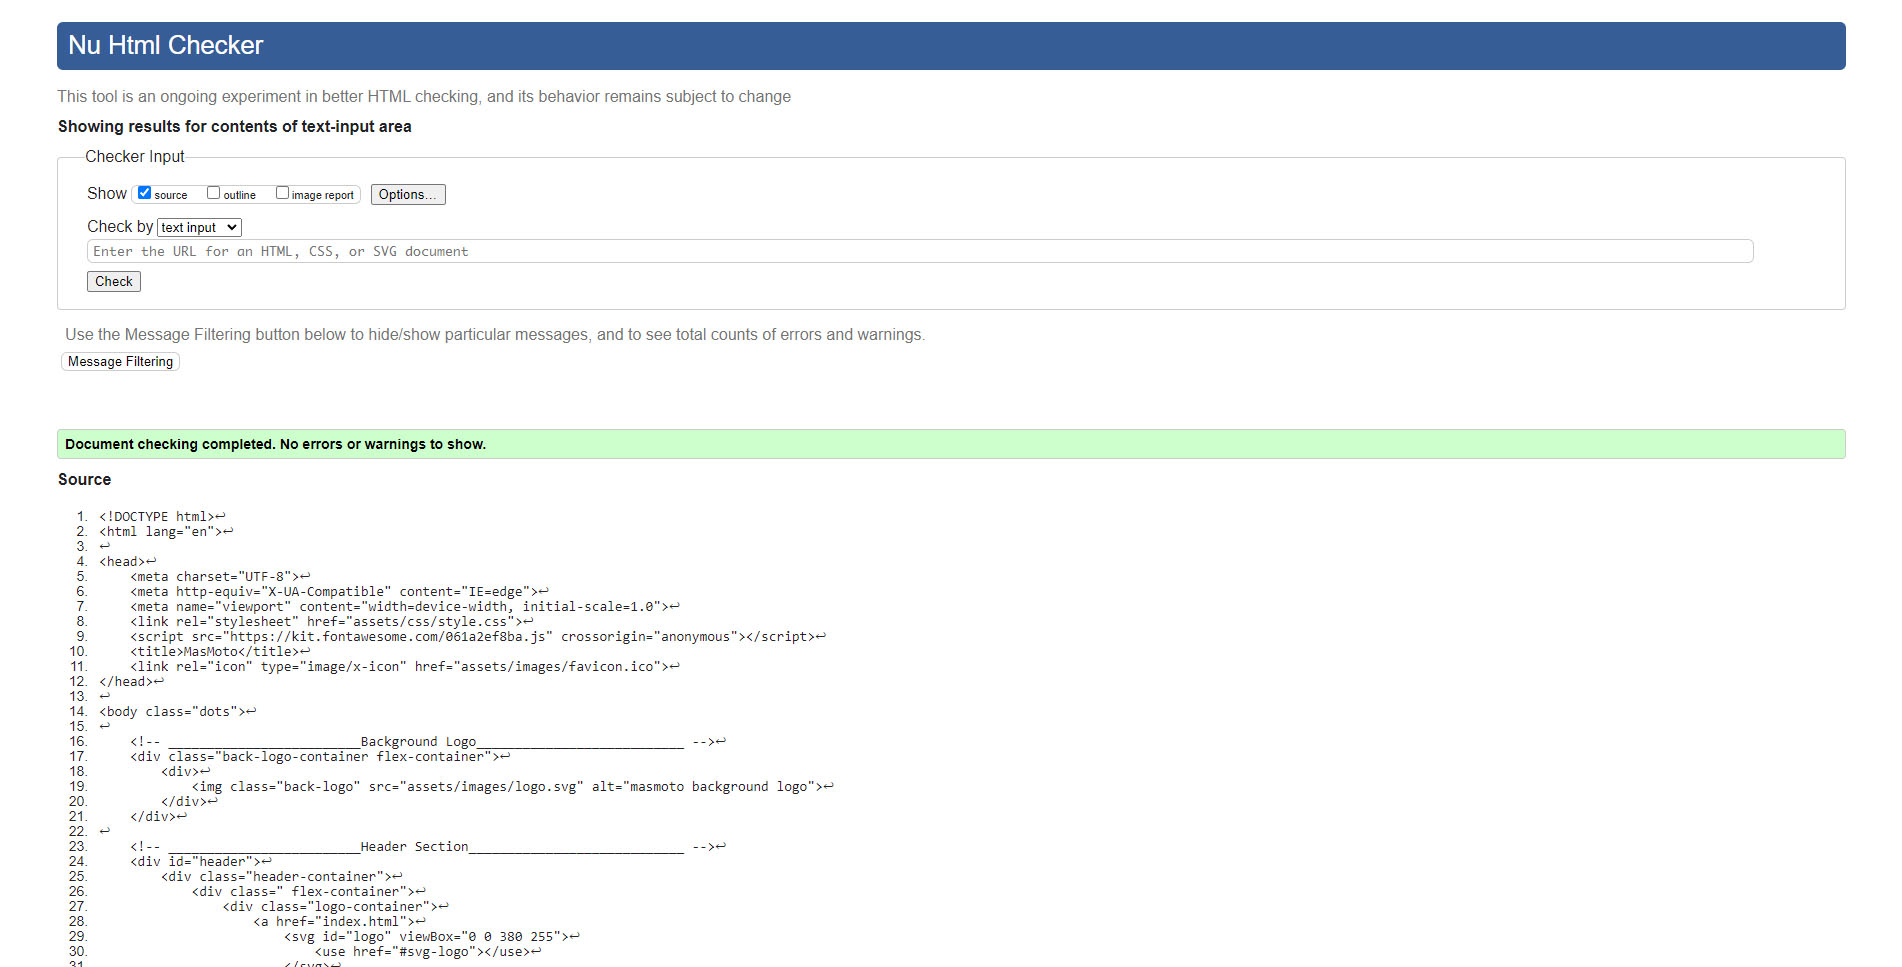 Nu Html Checker
This tool is an ongoing experiment in better HTML checking, and its behavior remains subject to change
Showing results for contents of text-input area
Checker Input
Show source outline image report Options...
Check by text input
Enter the URL for an HTML, CSS, or SVG document
Check
Use the Message Filtering button below to hide/show particular messages, and to see total counts of errors and warnings.
Message Filtering
Document checking completed. No errors or warnings to show.
Source
1. <!DOCTYPE html>↩
2. <html lang="en">↩
3. ↩
4. <head>↩
5.     <meta charset="UTF-8">↩
6.     <meta http-equiv="X-UA-Compatible" content="IE=edge">↩
7.     <meta name="viewport" content="width=device-width, initial-scale=1.0">↩
8.     <link rel="stylesheet" href="assets/css/style.css">↩
9.     <script src="https://kit.fontawesome.com/061a2ef8ba.js" crossorigin="anonymous"></script>↩
10.     <title>MasMoto</title>↩
11.     <link rel="icon" type="image/x-icon" href="assets/images/favicon.ico">↩
12. </head>↩
13. ↩
14. <body class="dots">↩
15. ↩
16.     <!-- _________________________Background Logo___________________________ -->↩
17.     <div class="back-logo-container flex-container">↩
18.         <div>↩
19.             <img class="back-logo" src="assets/images/logo.svg" alt="masmoto background logo">↩
20.         </div>↩
21.     </div>↩
22. ↩
23.     <!-- _________________________Header Section____________________________ -->↩
24.     <div id="header">↩
25.         <div class="header-container">↩
26.             <div class=" flex-container">↩
27.                 <div class="logo-container">↩
28.                     <a href="index.html">↩
29.                         <svg id="logo" viewBox="0 0 380 255">↩
30.                             <use href="#svg-logo"></use>↩
31.                         </svg>↩